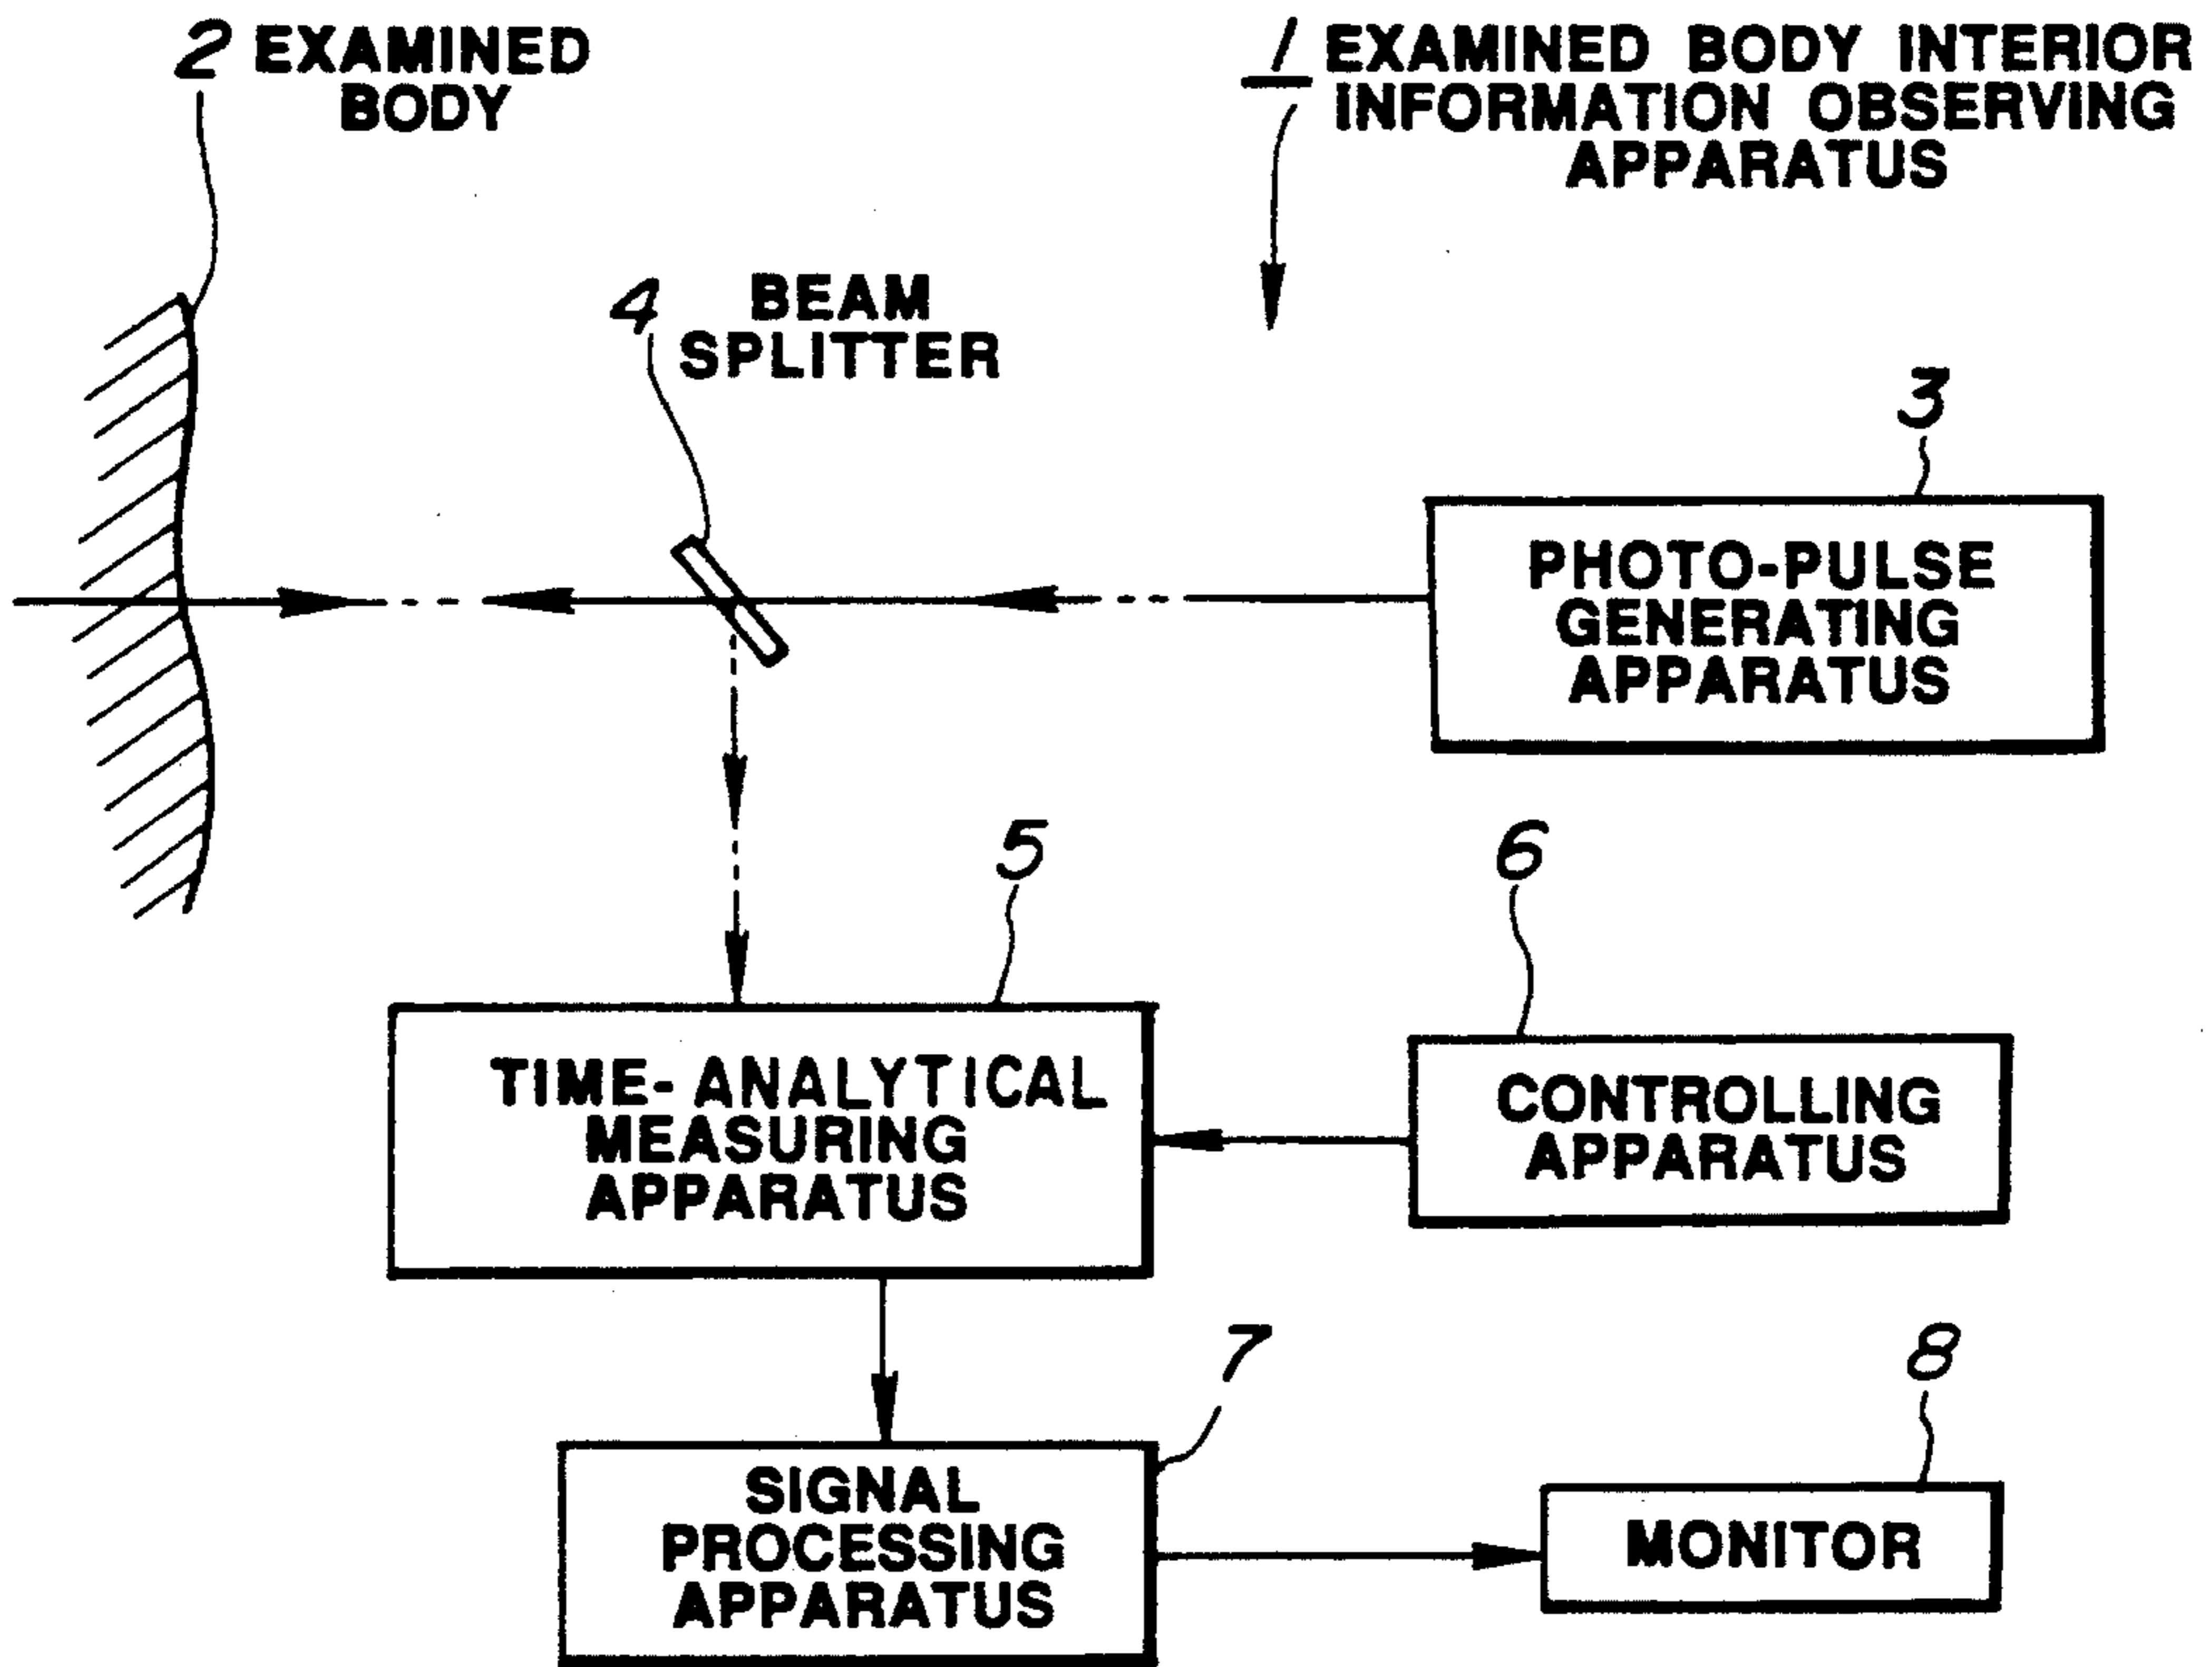 2 EXAMINED
BODY
1 EXAMINED BODY INTERIOR
INFORMATION OBSERVING
APPARATUS
4 BEAM
SPLITTER
3
PHOTO-PULSE
GENERATING
APPARATUS
5
6
TIME-ANALYTICAL
MEASURING
APPARATUS
CONTROLLING
APPARATUS
7
8
SIGNAL
PROCESSING
APPARATUS
MONITOR